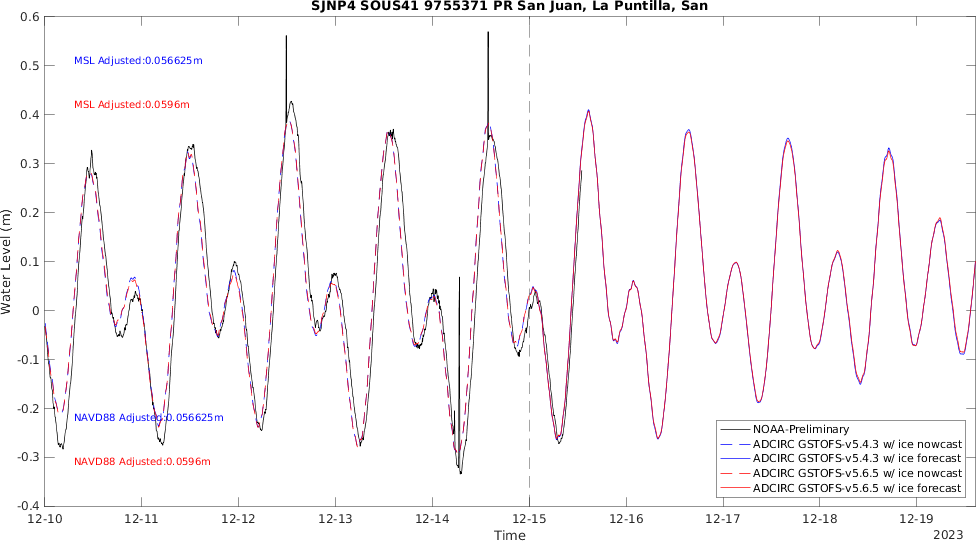 SJNP4 SOUS41 9755371 PR San Juan, La Puntilla, San
0.6
0.5
0.4
0.3
0.2
0.1
0
-0.1
-0.2
-0.3
-0.4
Water Level (m)
MSL Adjusted:0.056625m
MSL Adjusted:0.0596m
NAVD88 Adjusted:0.056625m
NAVD88 Adjusted:0.0596m
NOAA-Preliminary
ADCIRC GSTOFS-v5.4.3 w/ ice nowcast
ADCIRC GSTOFS-v5.4.3 w/ ice forecast
ADCIRC GSTOFS-v5.6.5 w/ ice nowcast
ADCIRC GSTOFS-v5.6.5 w/ ice forecast
12-10 12-11 12-12 12-13 12-14 12-15 12-16 12-17 12-18 12-19
Time
2023